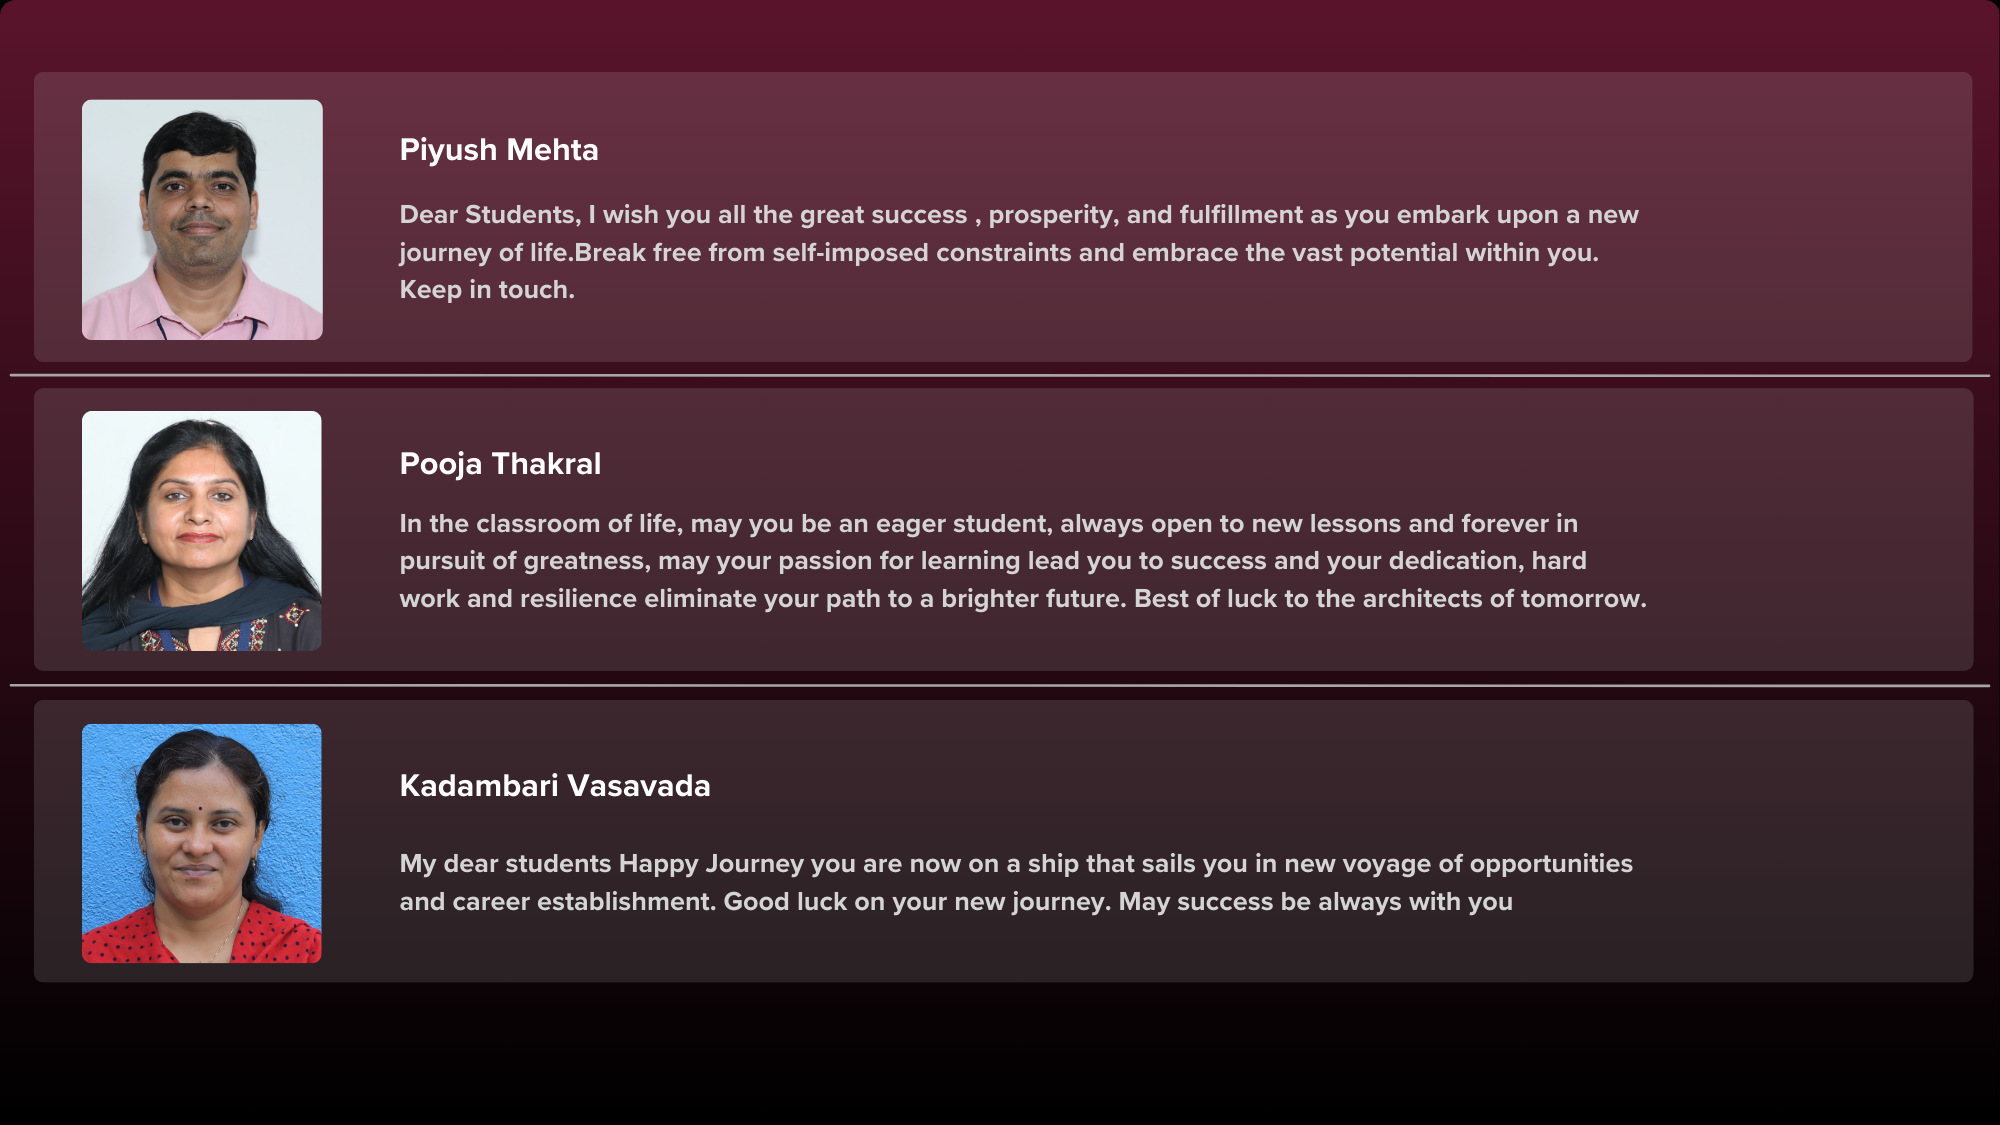 Piyush Mehta
Dear Students, I wish you all the great success , prosperity, and fulfillment as you embark upon a new
journey of life.Break free from self-imposed constraints and embrace the vast potential within you.
Keep in touch.
Pooja Thakral
In the classroom of life, may you be an eager student, always open to new lessons and forever in
pursuit of greatness, may your passion for learning lead you to success and your dedication, hard
work and resilience eliminate your path to a brighter future. Best of luck to the architects of tomorrow.
Kadambari Vasavada
My dear students Happy Journey you are now on a ship that sails you in new voyage of opportunities
and career establishment. Good luck on your new journey. May success be always with you